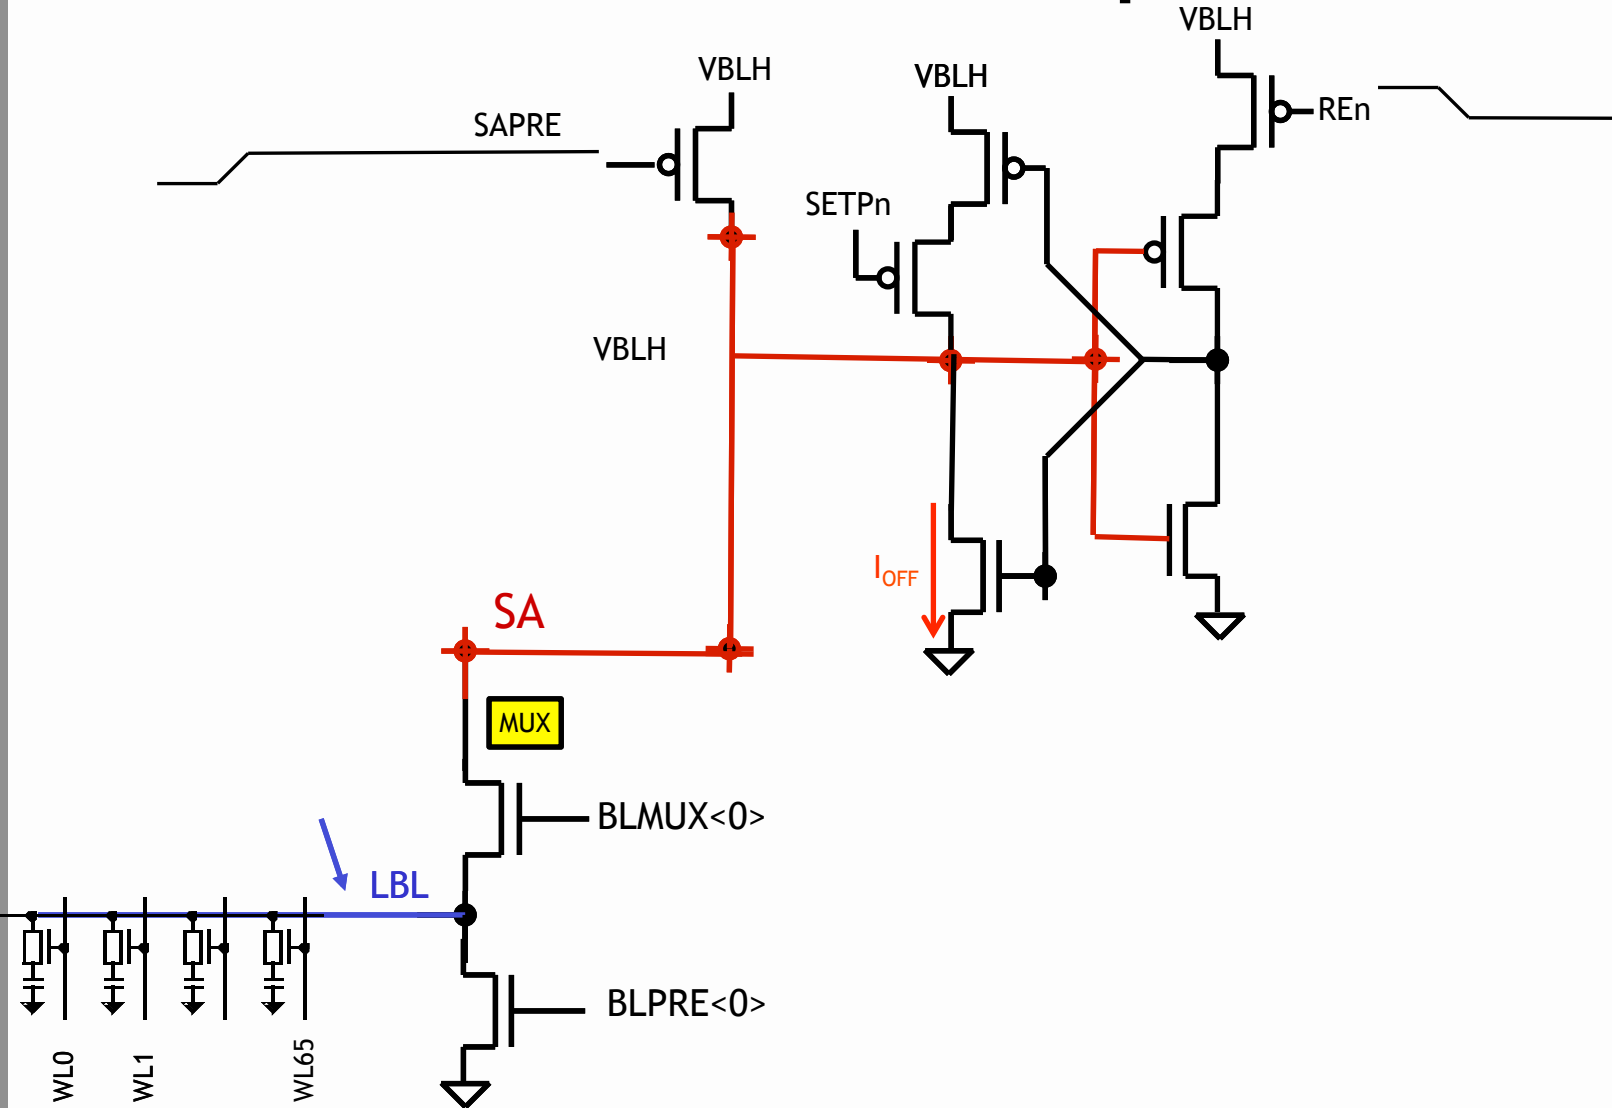 VBLH
VBLH
VBLH
SAPRE
REn
SETPn
VBLH
IOFF
SA
MUX
BLMUX<0>
LBL
BLPRE<0>
WL0
WL1
WL65